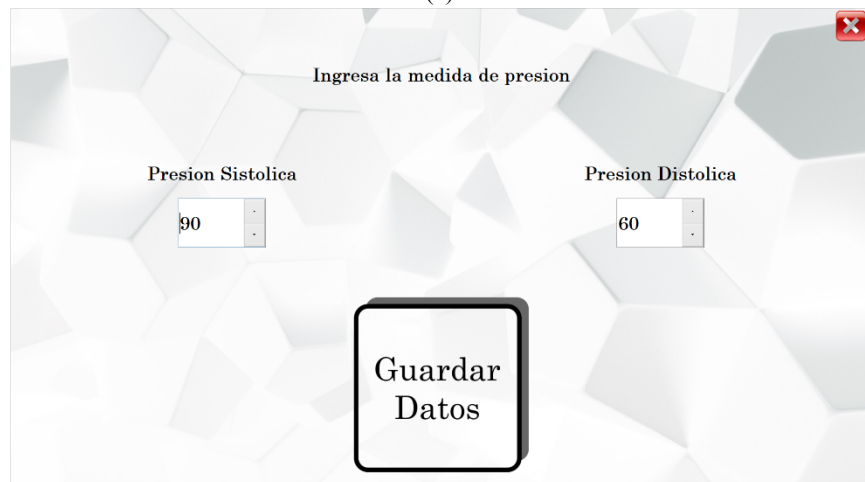 Ingresa la medida de presion
Presion Sistolica
Presion Distolica
90
60
Guardar
Datos